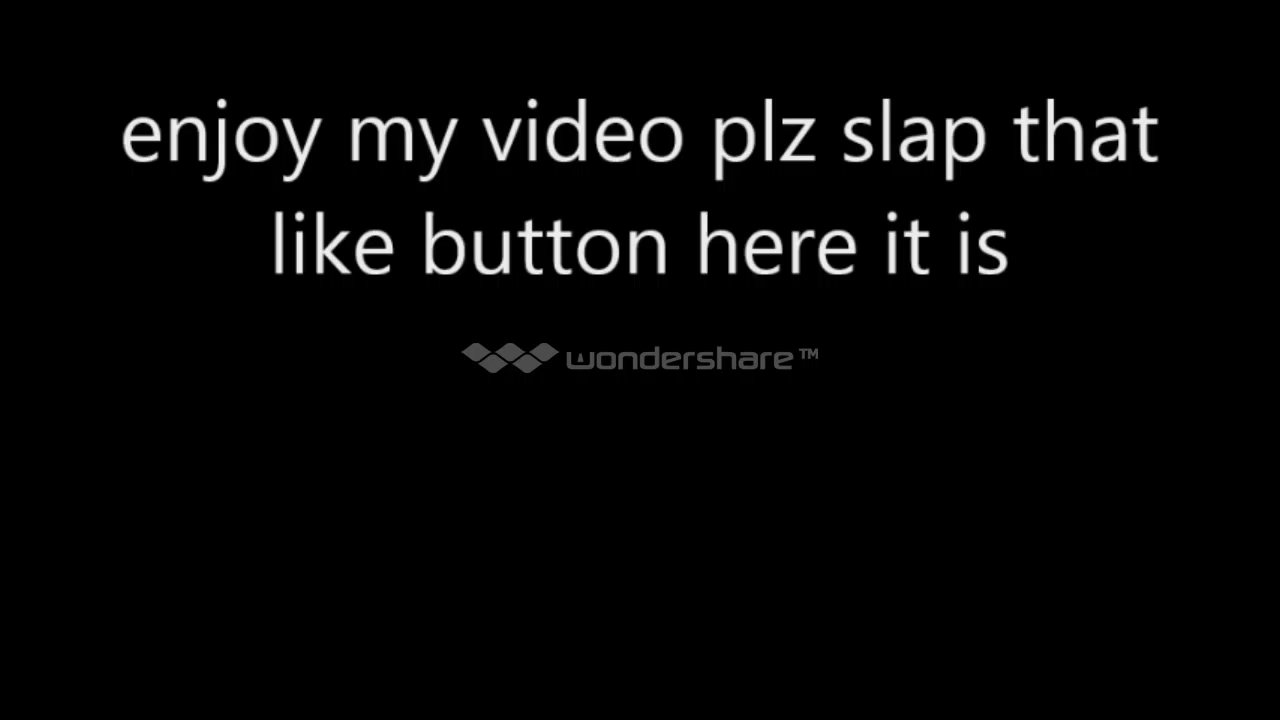 enjoy my video plz slap that
like button here it is
wondershare™